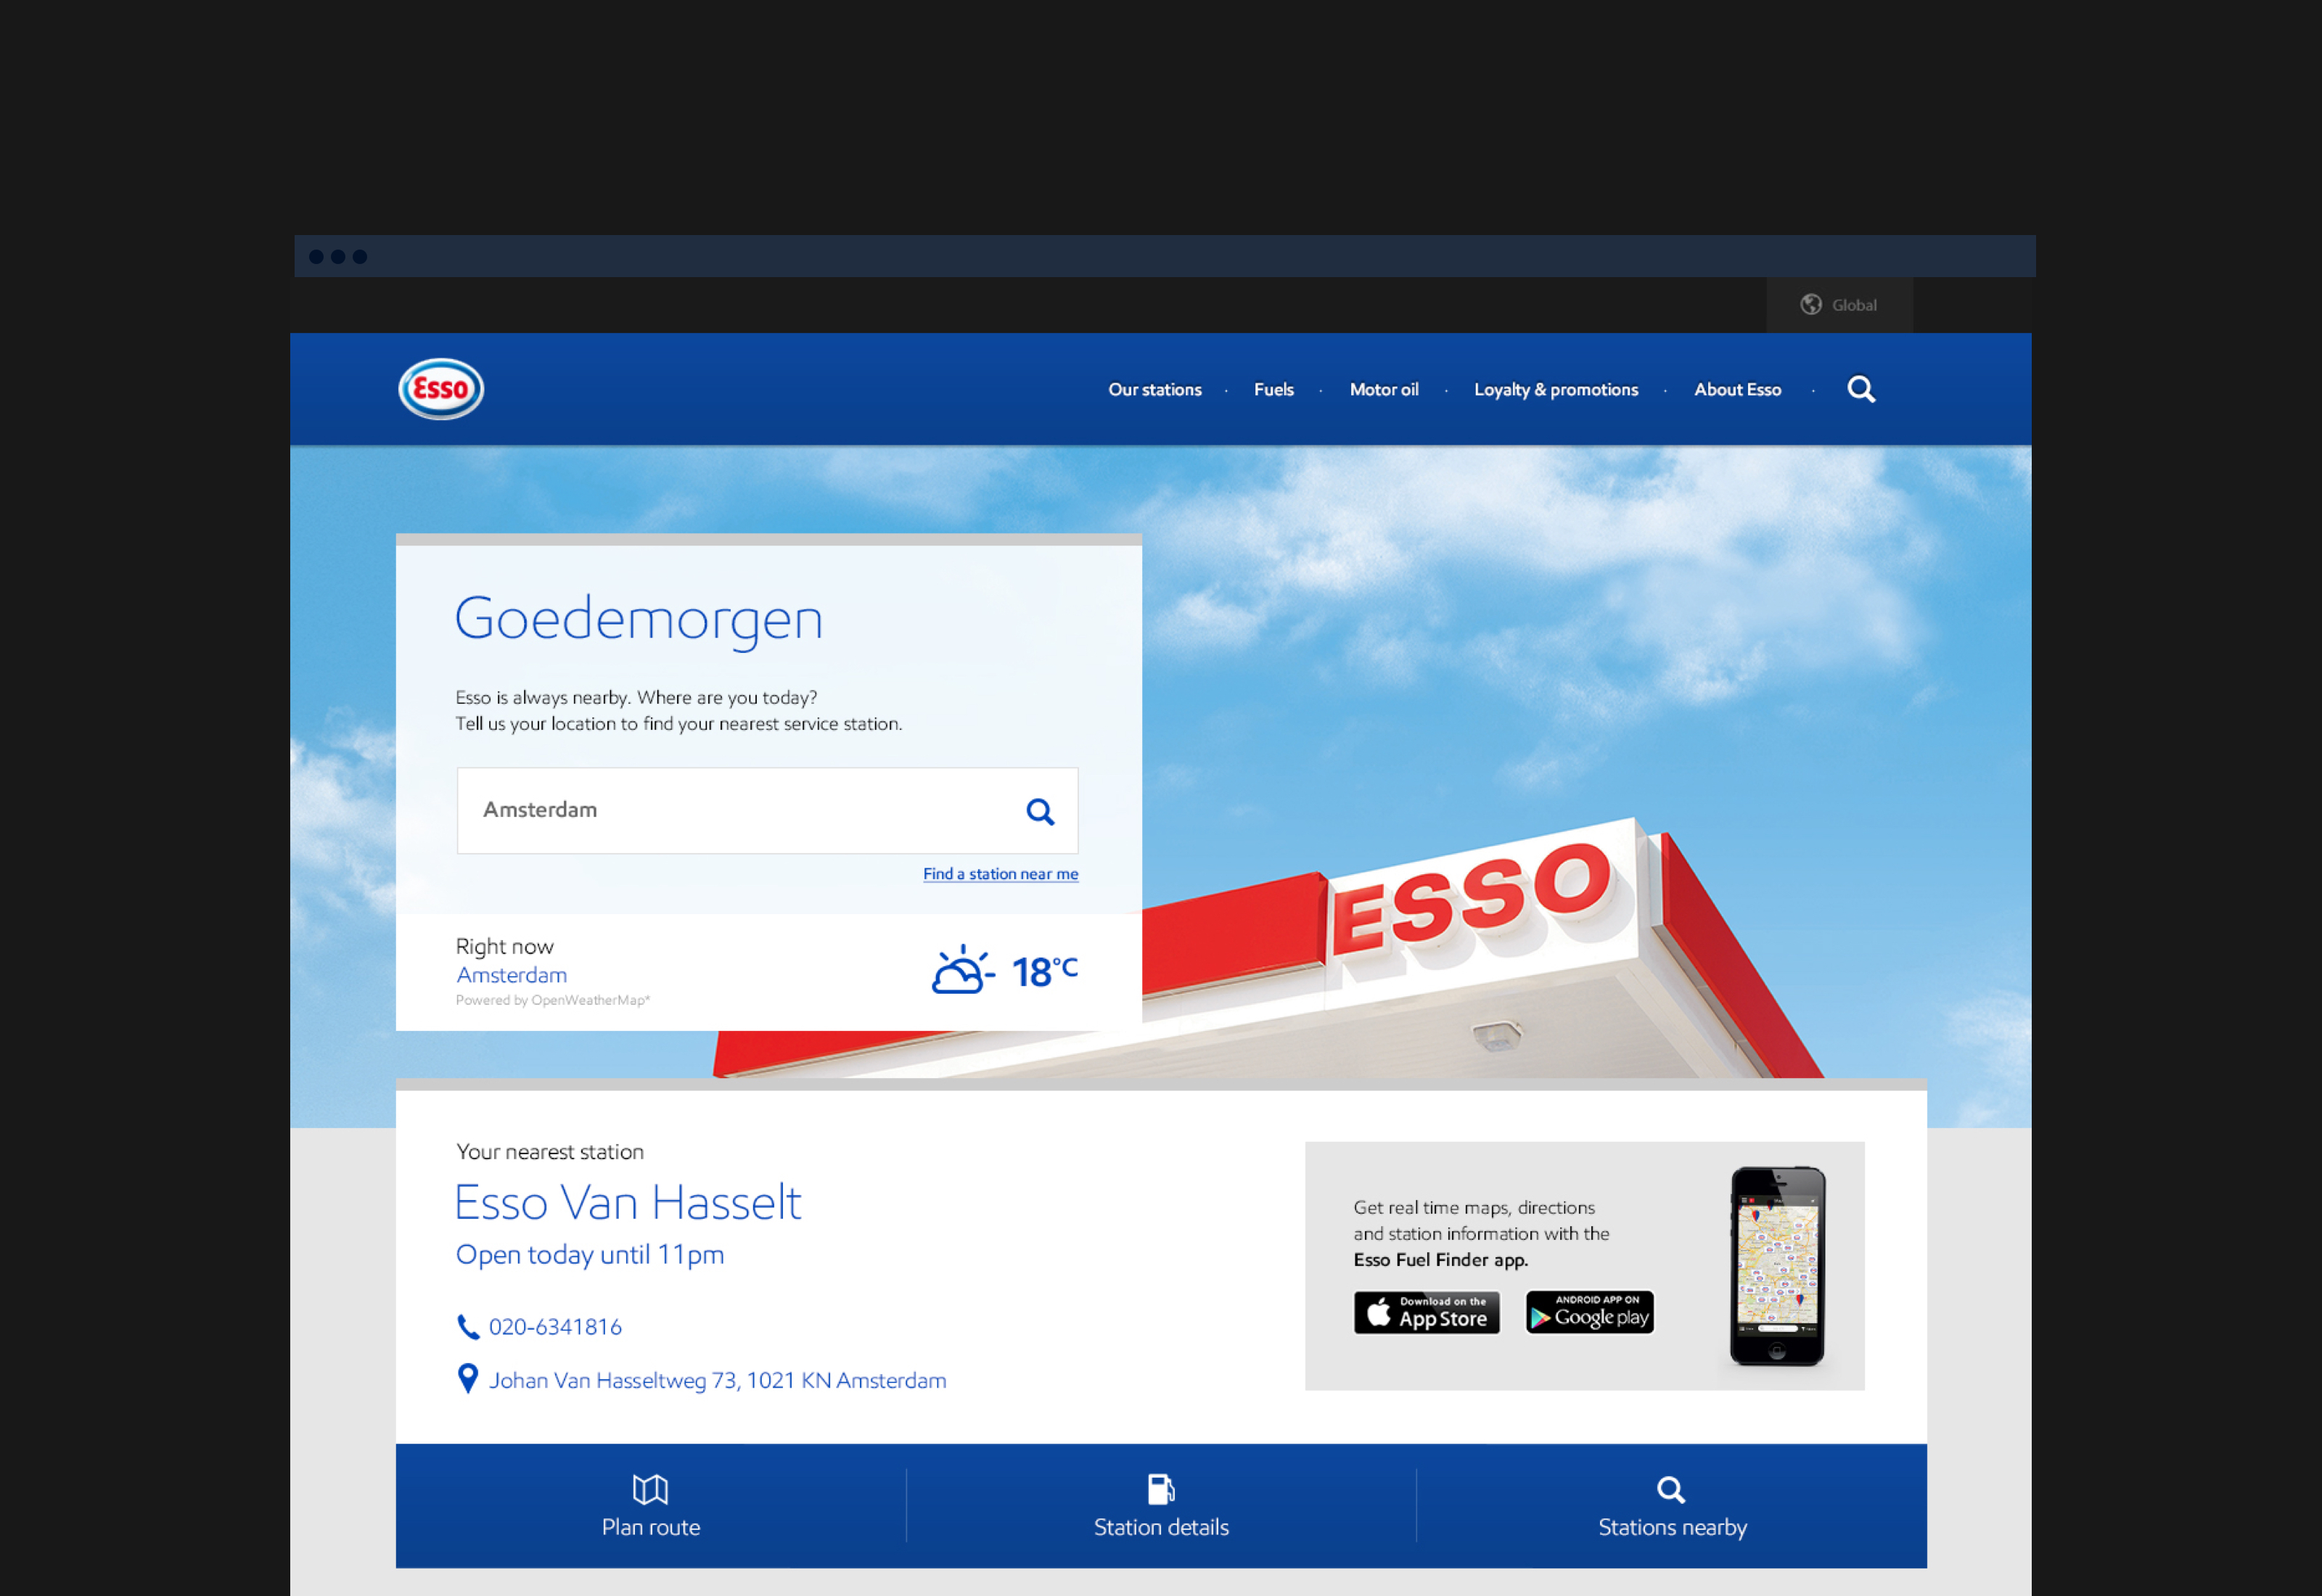 Global
Esso
Our stations · Fuels · Motor oil · Loyalty & promotions · About Esso ·
Goedemorgen
Esso is always nearby. Where are you today?
Tell us your location to find your nearest service station.
Amsterdam
Find a station near me
ESSO
Right now
Amsterdam
Powered by OpenWeatherMap*
18°C
Your nearest station
Esso Van Hasselt
Open today until 11pm
020-6341816
Johan Van Hasseltweg 73, 1021 KN Amsterdam
Get real time maps, directions
and station information with the
Esso Fuel Finder app.
Download on the
App Store
ANDROID APP ON
Google play
Plan route
Station details
Stations nearby